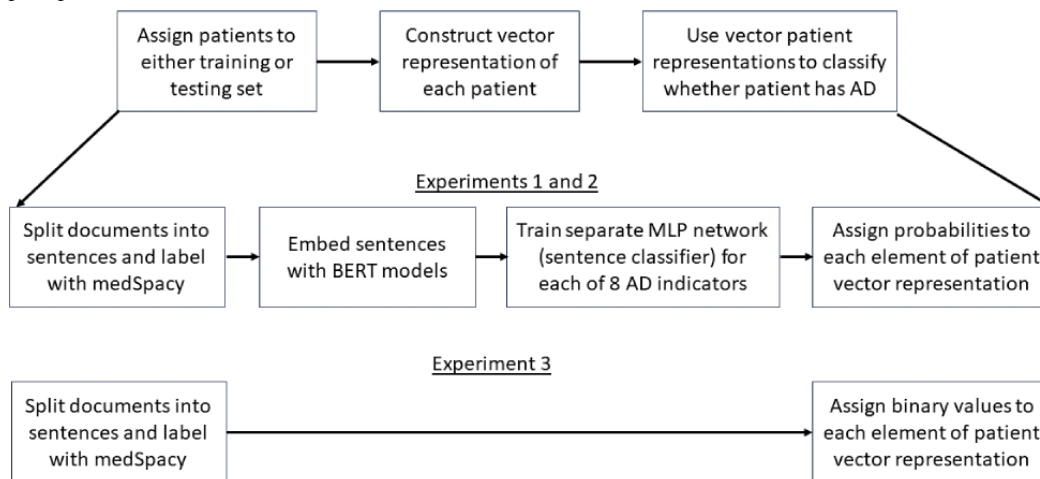 Assign patients to
either training or
testing set
Construct vector
representation of
each patient
Use vector patient
representations to classify
whether patient has AD
Experiments 1 and 2
Split documents into
sentences and label
with medSpacy
Embed sentences
with BERT models
Train separate MLP network
(sentence classifier) for
each of 8 AD indicators
Assign probabilities to
each element of patient
vector representation
Experiment 3
Split documents into
sentences and label
with medSpacy
Assign binary values to
each element of patient
vector representation